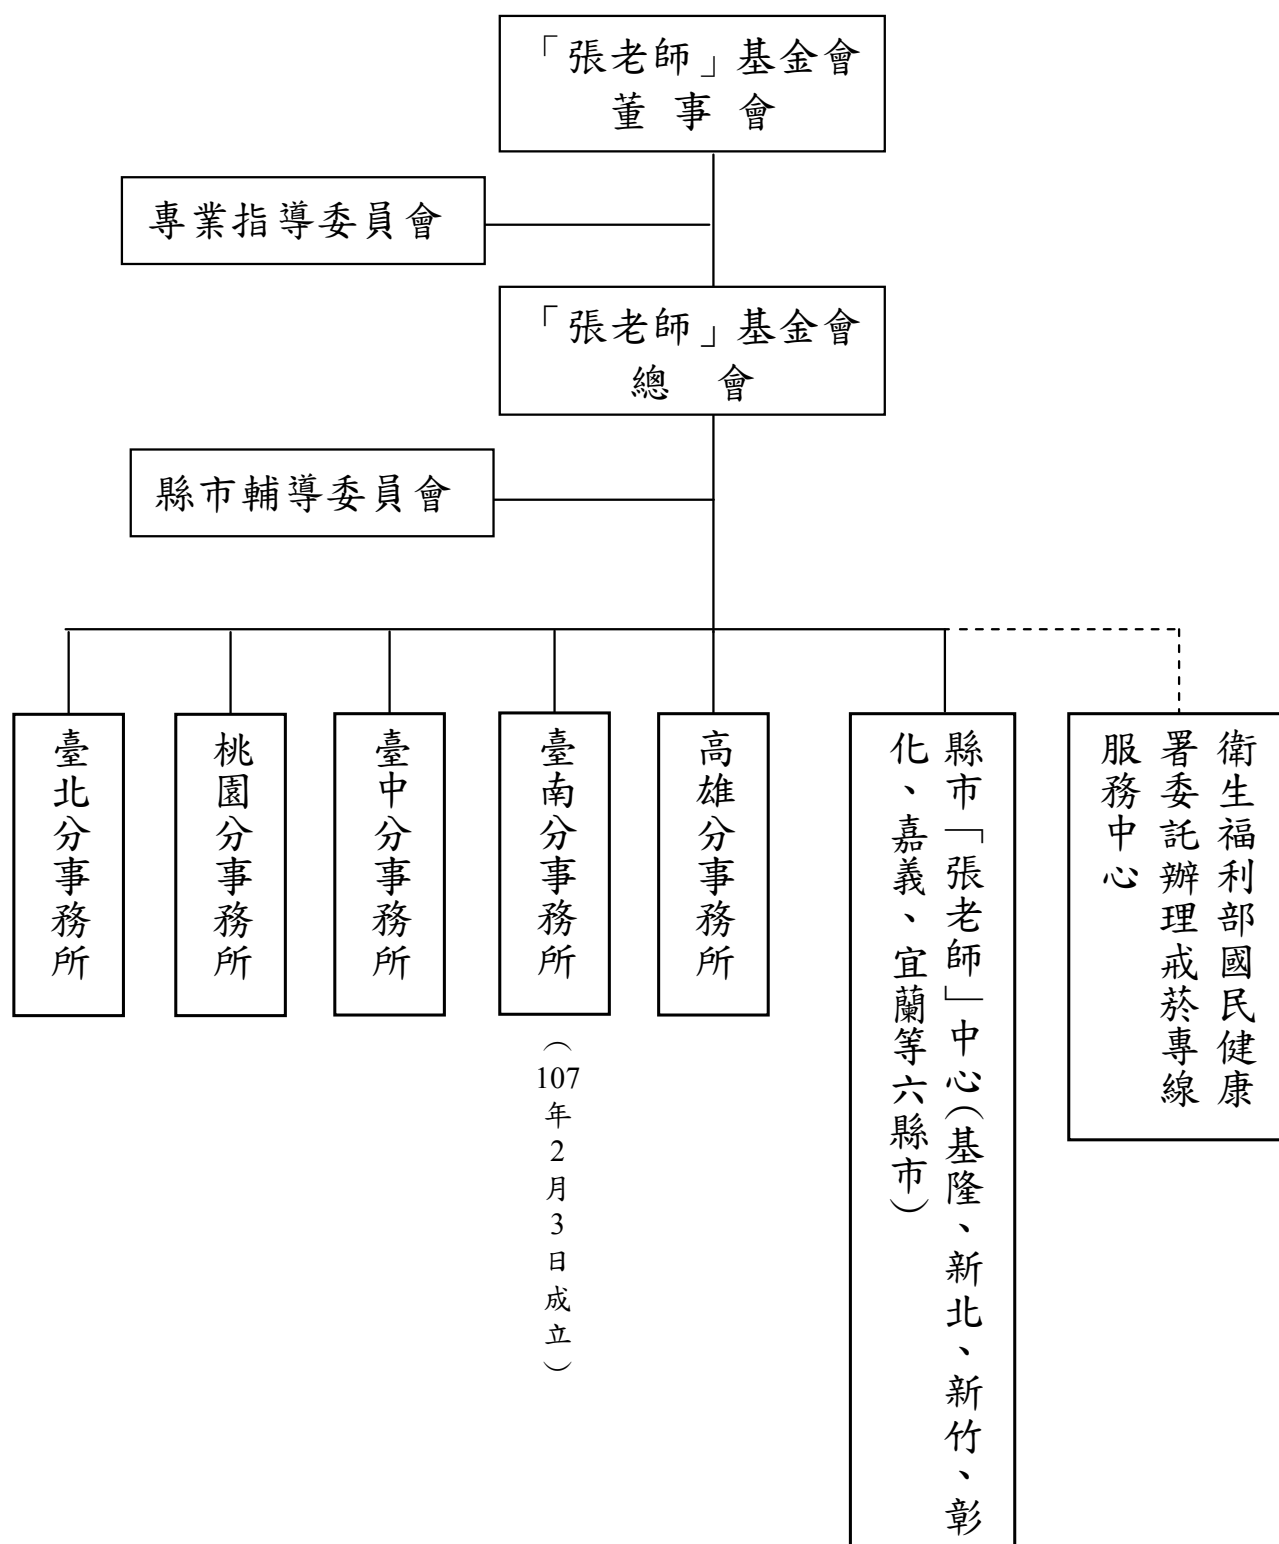 「張老師」基金會
董事會
專業指導委員會
「張老師」基金會
總會
縣市輔導委員會
臺北分事務所
桃園分事務所
臺中分事務所
臺南分事務所
（107年2月3日成立）
高雄分事務所
縣市「張老師」中心(基隆、新北、新竹、彰
化、嘉義、宜蘭等六縣市)
衛生福利部國民健康
署委託辦理戒菸專線
服務中心